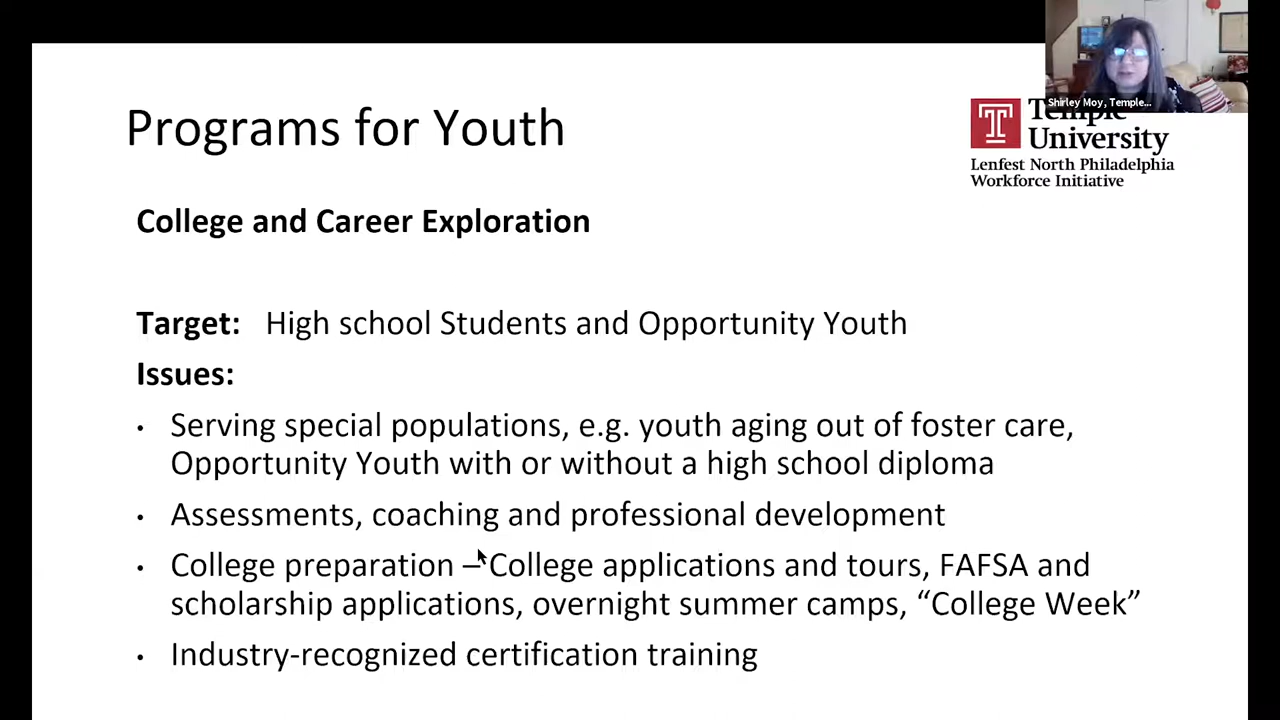 Programs for Youth
Shirley Moy, Temple...
Temple
University
Lenfest North Philadelphia
Workforce Initiative
College and Career Exploration
Target: High school Students and Opportunity Youth
Issues:
• Serving special populations, e.g. youth aging out of foster care,
Opportunity Youth with or without a high school diploma
• Assessments, coaching and professional development
• College preparation – College applications and tours, FAFSA and
scholarship applications, overnight summer camps, “College Week”
• Industry-recognized certification training